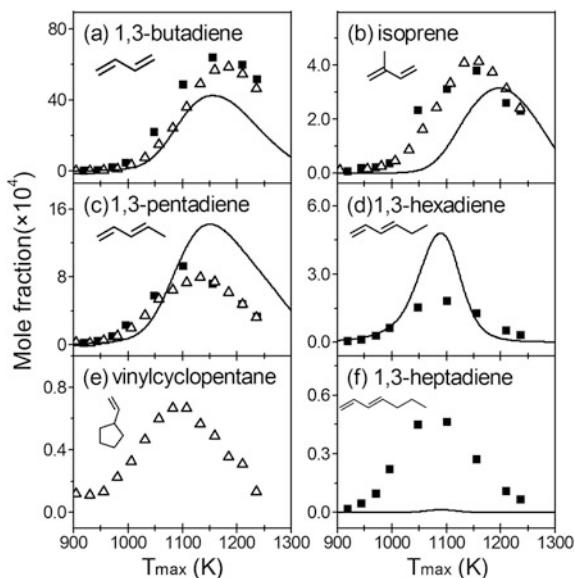 (a) 1,3-butadiene
(b) isoprene
60
40
20
0
4.0
2.0
0.0
(c) 1,3-pentadiene
(d) 1,3-hexadiene
16
12
8
4
0
6.0
3.0
0.0
(e) vinylcyclopentane
(f) 1,3-heptadiene
0.8
0.4
0.0
0.6
0.3
0.0
Mole fraction(×10⁴)
900 1000 1100 1200 1300
900 1000 1100 1200 1300
Tmax (K)
Tmax (K)